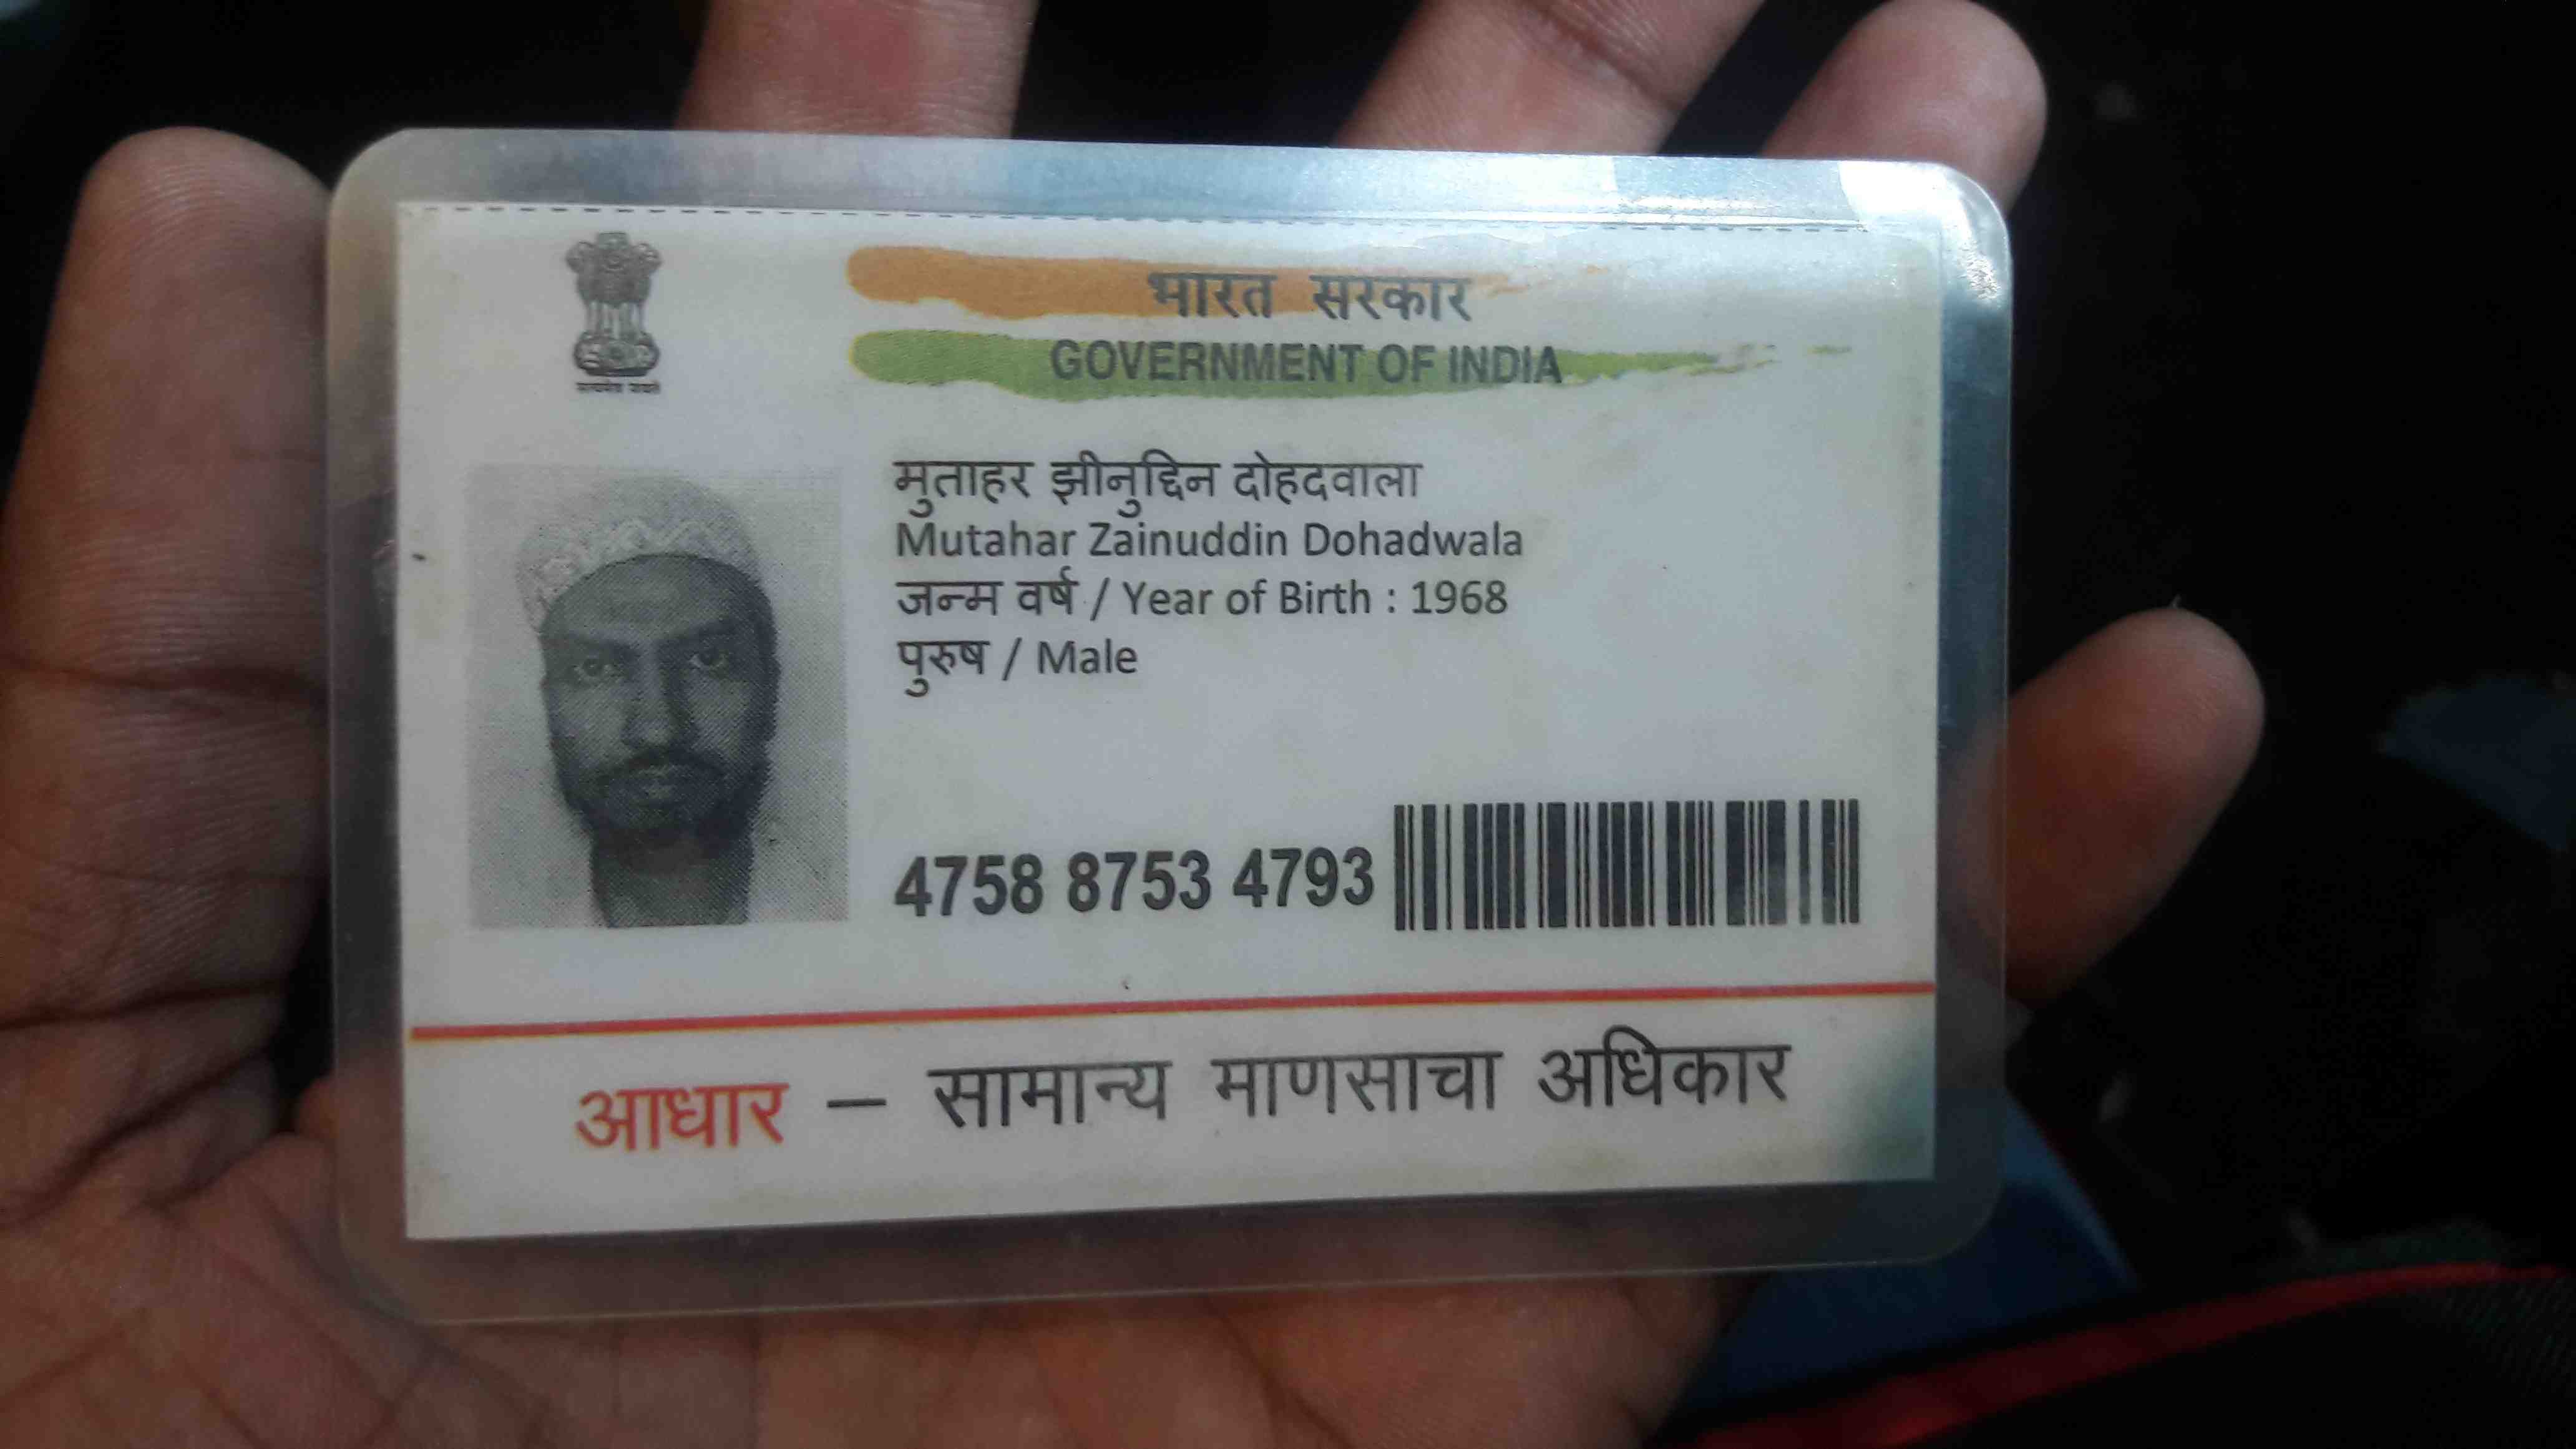 सत्यमेव जयते
भारत सरकार
GOVERNMENT OF INDIA
मुताहर झीनुद्दिन दोहदवाला
Mutahar Zainuddin Dohadwala
जन्म वर्ष / Year of Birth : 1968
पुरुष / Male
4758 8753 4793
आधार – सामान्य माणसाचा अधिकार